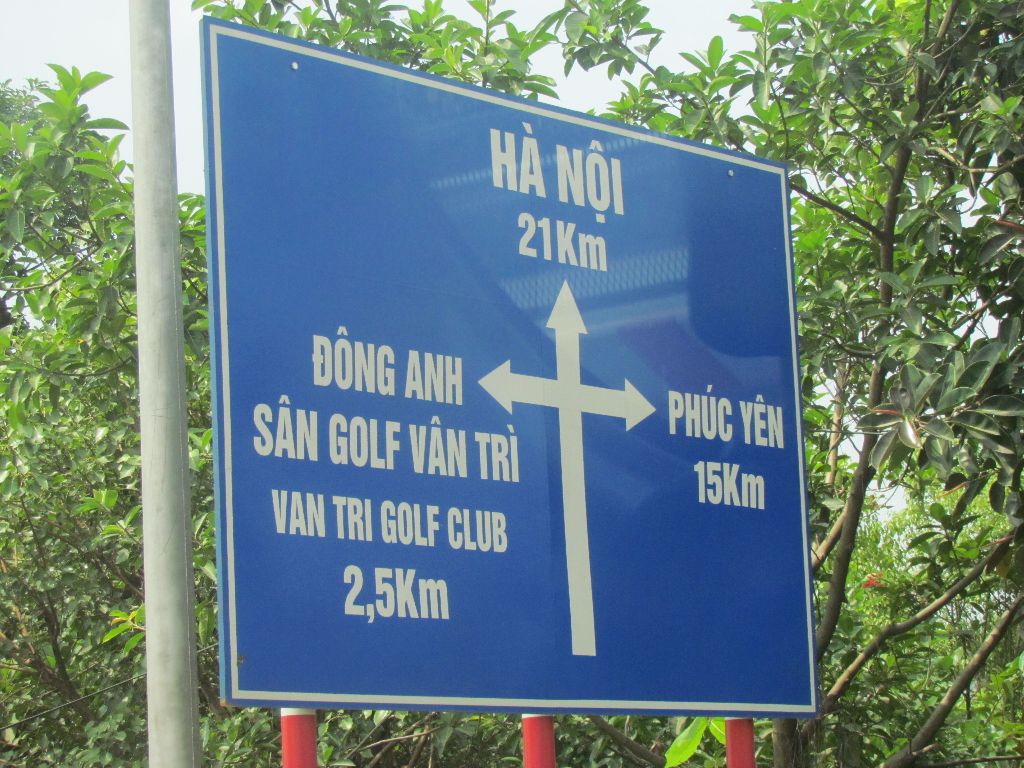 HÀ NỘI
21Km
ĐÔNG ANH
SÂN GOLF VÂN TRÌ
VAN TRI GOLF CLUB
2,5Km
PHÚC YÊN
15Km